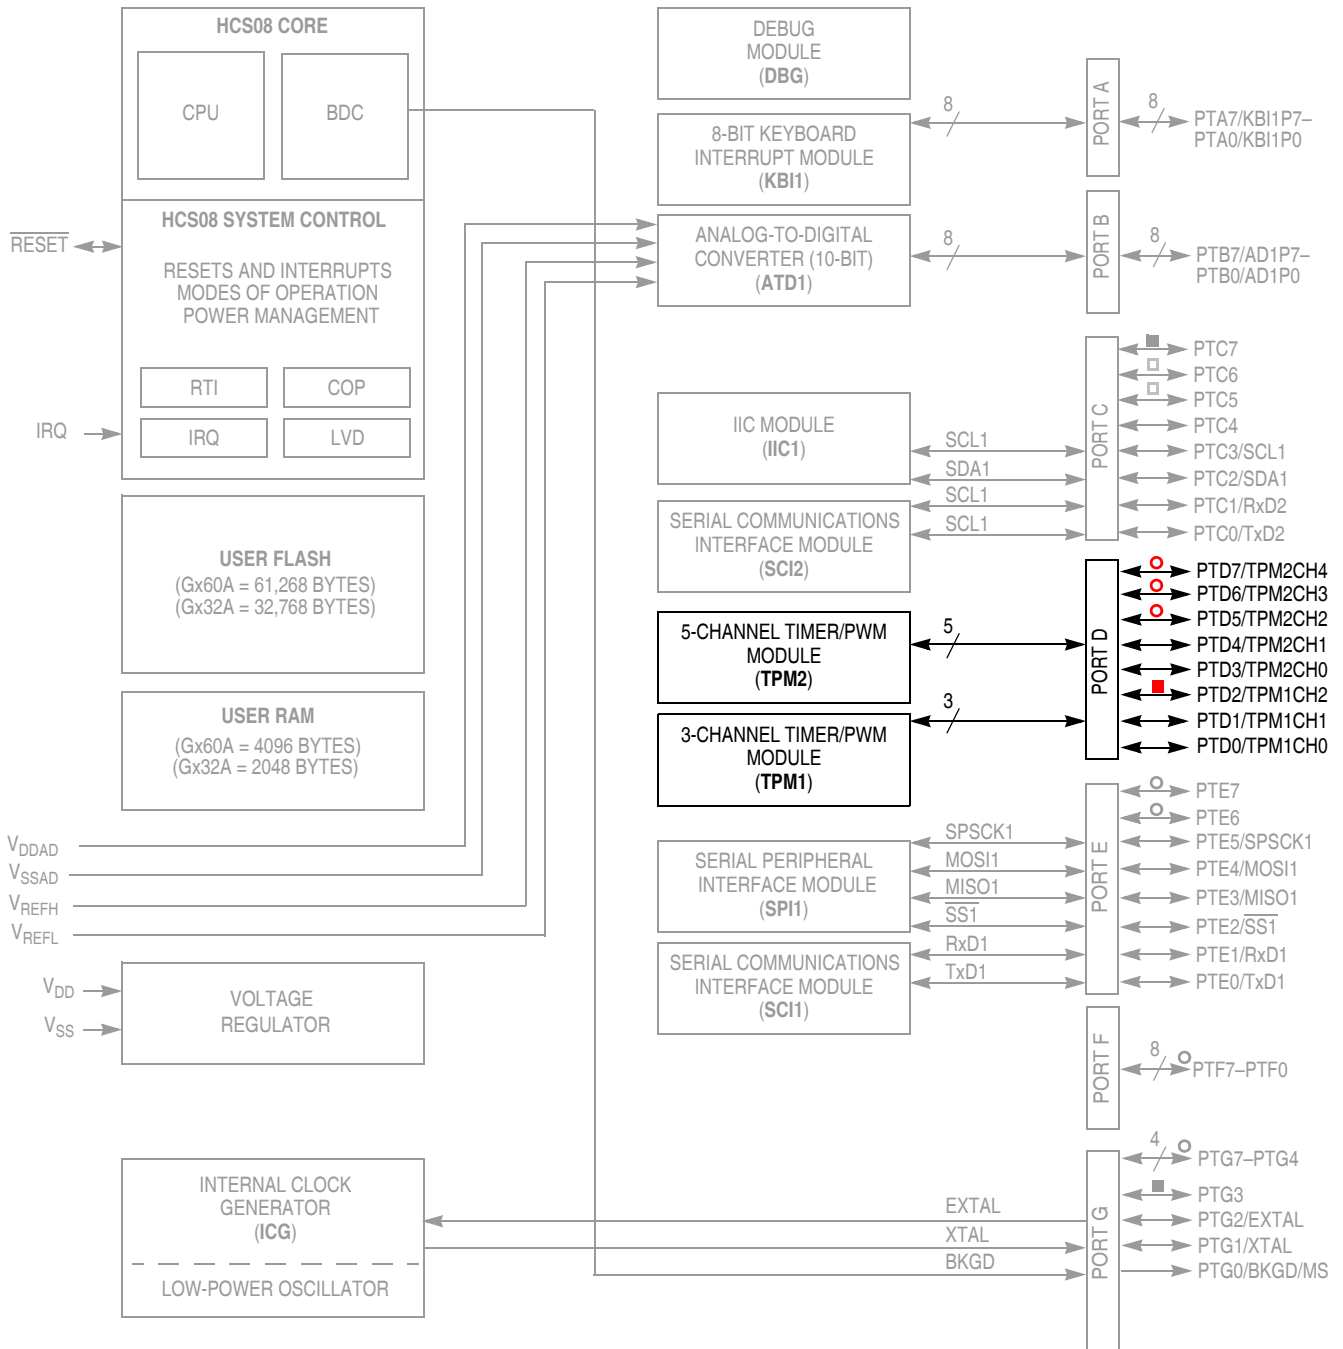 HCS08 CORE
CPU
BDC
HCS08 SYSTEM CONTROL
RESET
RESETS AND INTERRUPTS
MODES OF OPERATION
POWER MANAGEMENT
RTI
COP
IRQ
IRQ
LVD
USER FLASH
(Gx60A = 61,268 BYTES)
(Gx32A = 32,768 BYTES)
USER RAM
(Gx60A = 4096 BYTES)
(Gx32A = 2048 BYTES)
VDDAD
VSSAD
VREFH
VREFL
VDD
VSS
VOLTAGE
REGULATOR
INTERNAL CLOCK
GENERATOR
(ICG)
LOW-POWER OSCILLATOR
DEBUG
MODULE
(DBG)
8-BIT KEYBOARD
INTERRUPT MODULE
(KBI1)
8
PORT A
8
PTA7/KBI1P7–
PTA0/KBI1P0
ANALOG-TO-DIGITAL
CONVERTER (10-BIT)
(ATD1)
8
PORT B
8
PTB7/AD1P7–
PTB0/AD1P0
IIC MODULE
(IIC1)
SCL1
SDA1
SERIAL COMMUNICATIONS
INTERFACE MODULE
(SCI2)
SCL1
SCL1
PORT C
PTC7
PTC6
PTC5
PTC4
PTC3/SCL1
PTC2/SDA1
PTC1/RxD2
PTC0/TxD2
5-CHANNEL TIMER/PWM
MODULE
(TPM2)
5
3-CHANNEL TIMER/PWM
MODULE
(TPM1)
3
PORT D
PTD7/TPM2CH4
PTD6/TPM2CH3
PTD5/TPM2CH2
PTD4/TPM2CH1
PTD3/TPM2CH0
PTD2/TPM1CH2
PTD1/TPM1CH1
PTD0/TPM1CH0
SERIAL PERIPHERAL
INTERFACE MODULE
(SPI1)
SPSCK1
MOSI1
MISO1
SS1
SERIAL COMMUNICATIONS
INTERFACE MODULE
(SCI1)
RxD1
TxD1
PORT E
PTE7
PTE6
PTE5/SPSCK1
PTE4/MOSI1
PTE3/MISO1
PTE2/SS1
PTE1/RxD1
PTE0/TxD1
PORT F
8
PTF7–PTF0
EXTAL
XTAL
BKGD
PORT G
4
PTG7–PTG4
PTG3
PTG2/EXTAL
PTG1/XTAL
PTG0/BKGD/MS